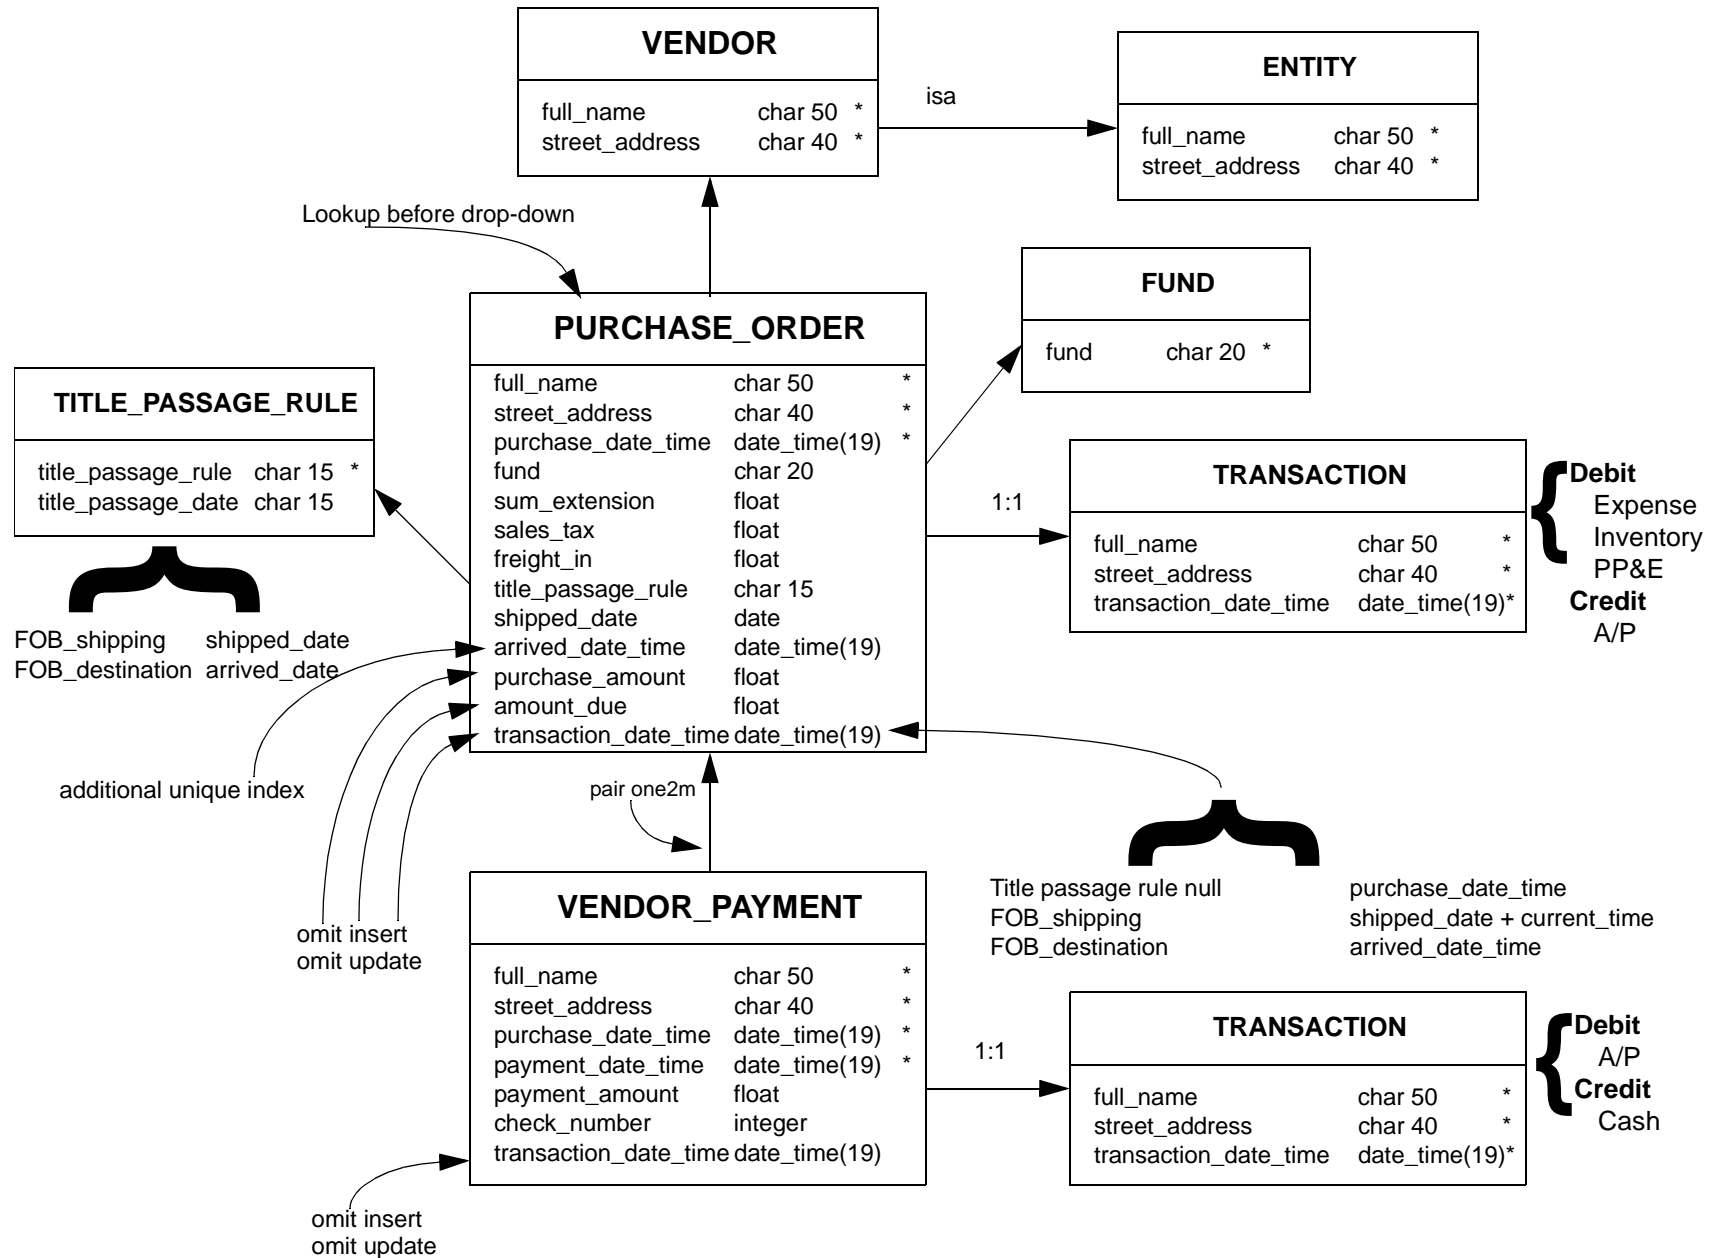 VENDOR
full_name char 50 *
street_address char 40 *
isa
ENTITY
full_name char 50 *
street_address char 40 *
Lookup before drop-down
FUND
fund char 20 *
PURCHASE_ORDER
full_name char 50 *
street_address char 40 *
purchase_date_time date_time(19) *
fund char 20
sum_extension float
sales_tax float
freight_in float
title_passage_rule char 15
shipped_date date
arrived_date_time date_time(19)
purchase_amount float
amount_due float
transaction_date_time date_time(19)
TITLE_PASSAGE_RULE
title_passage_rule char 15 *
title_passage_date char 15
FOB_shipping shipped_date
FOB_destination arrived_date
additional unique index
omit insert
omit update
1:1
TRANSACTION
full_name char 50 *
street_address char 40 *
transaction_date_time date_time(19)*
{
Debit
Expense
Inventory
PP&E
Credit
A/P
pair one2m
Title passage rule null purchase_date_time
FOB_shipping shipped_date + current_time
FOB_destination arrived_date_time
VENDOR_PAYMENT
full_name char 50 *
street_address char 40 *
purchase_date_time date_time(19) *
payment_date_time date_time(19) *
payment_amount float
check_number integer
transaction_date_time date_time(19)
omit insert
omit update
1:1
TRANSACTION
full_name char 50 *
street_address char 40 *
transaction_date_time date_time(19)*
{
Debit
A/P
Credit
Cash